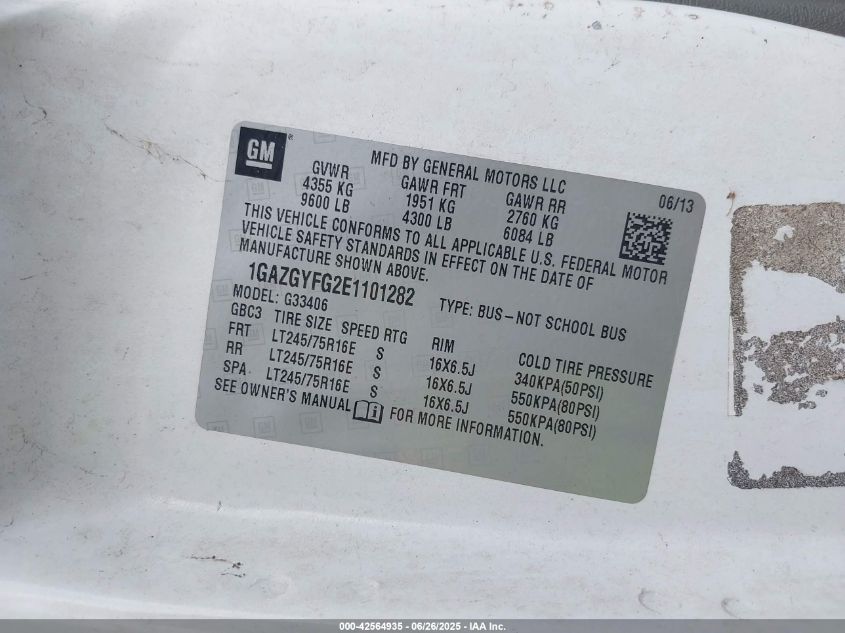 GM
MFD BY GENERAL MOTORS LLC
06/13
GVWR GAWR FRT GAWR RR
4355 KG 1951 KG 2760 KG
9600 LB 4300 LB 6084 LB
THIS VEHICLE CONFORMS TO ALL APPLICABLE U.S. FEDERAL MOTOR
VEHICLE SAFETY STANDARDS IN EFFECT ON THE DATE OF
MANUFACTURE SHOWN ABOVE.
1GAZGYFG2E1101282 TYPE: BUS-NOT SCHOOL BUS
MODEL: G33406
GBC3 TIRE SIZE SPEED RTG RIM COLD TIRE PRESSURE
FRT LT245/75R16E S 16X6.5J 340KPA(50PSI)
RR LT245/75R16E S 16X6.5J 550KPA(80PSI)
SPA LT245/75R16E S 16X6.5J 550KPA(80PSI)
SEE OWNER'S MANUAL FOR MORE INFORMATION.
000-42564935 - 06/26/2025 - IAA Inc.